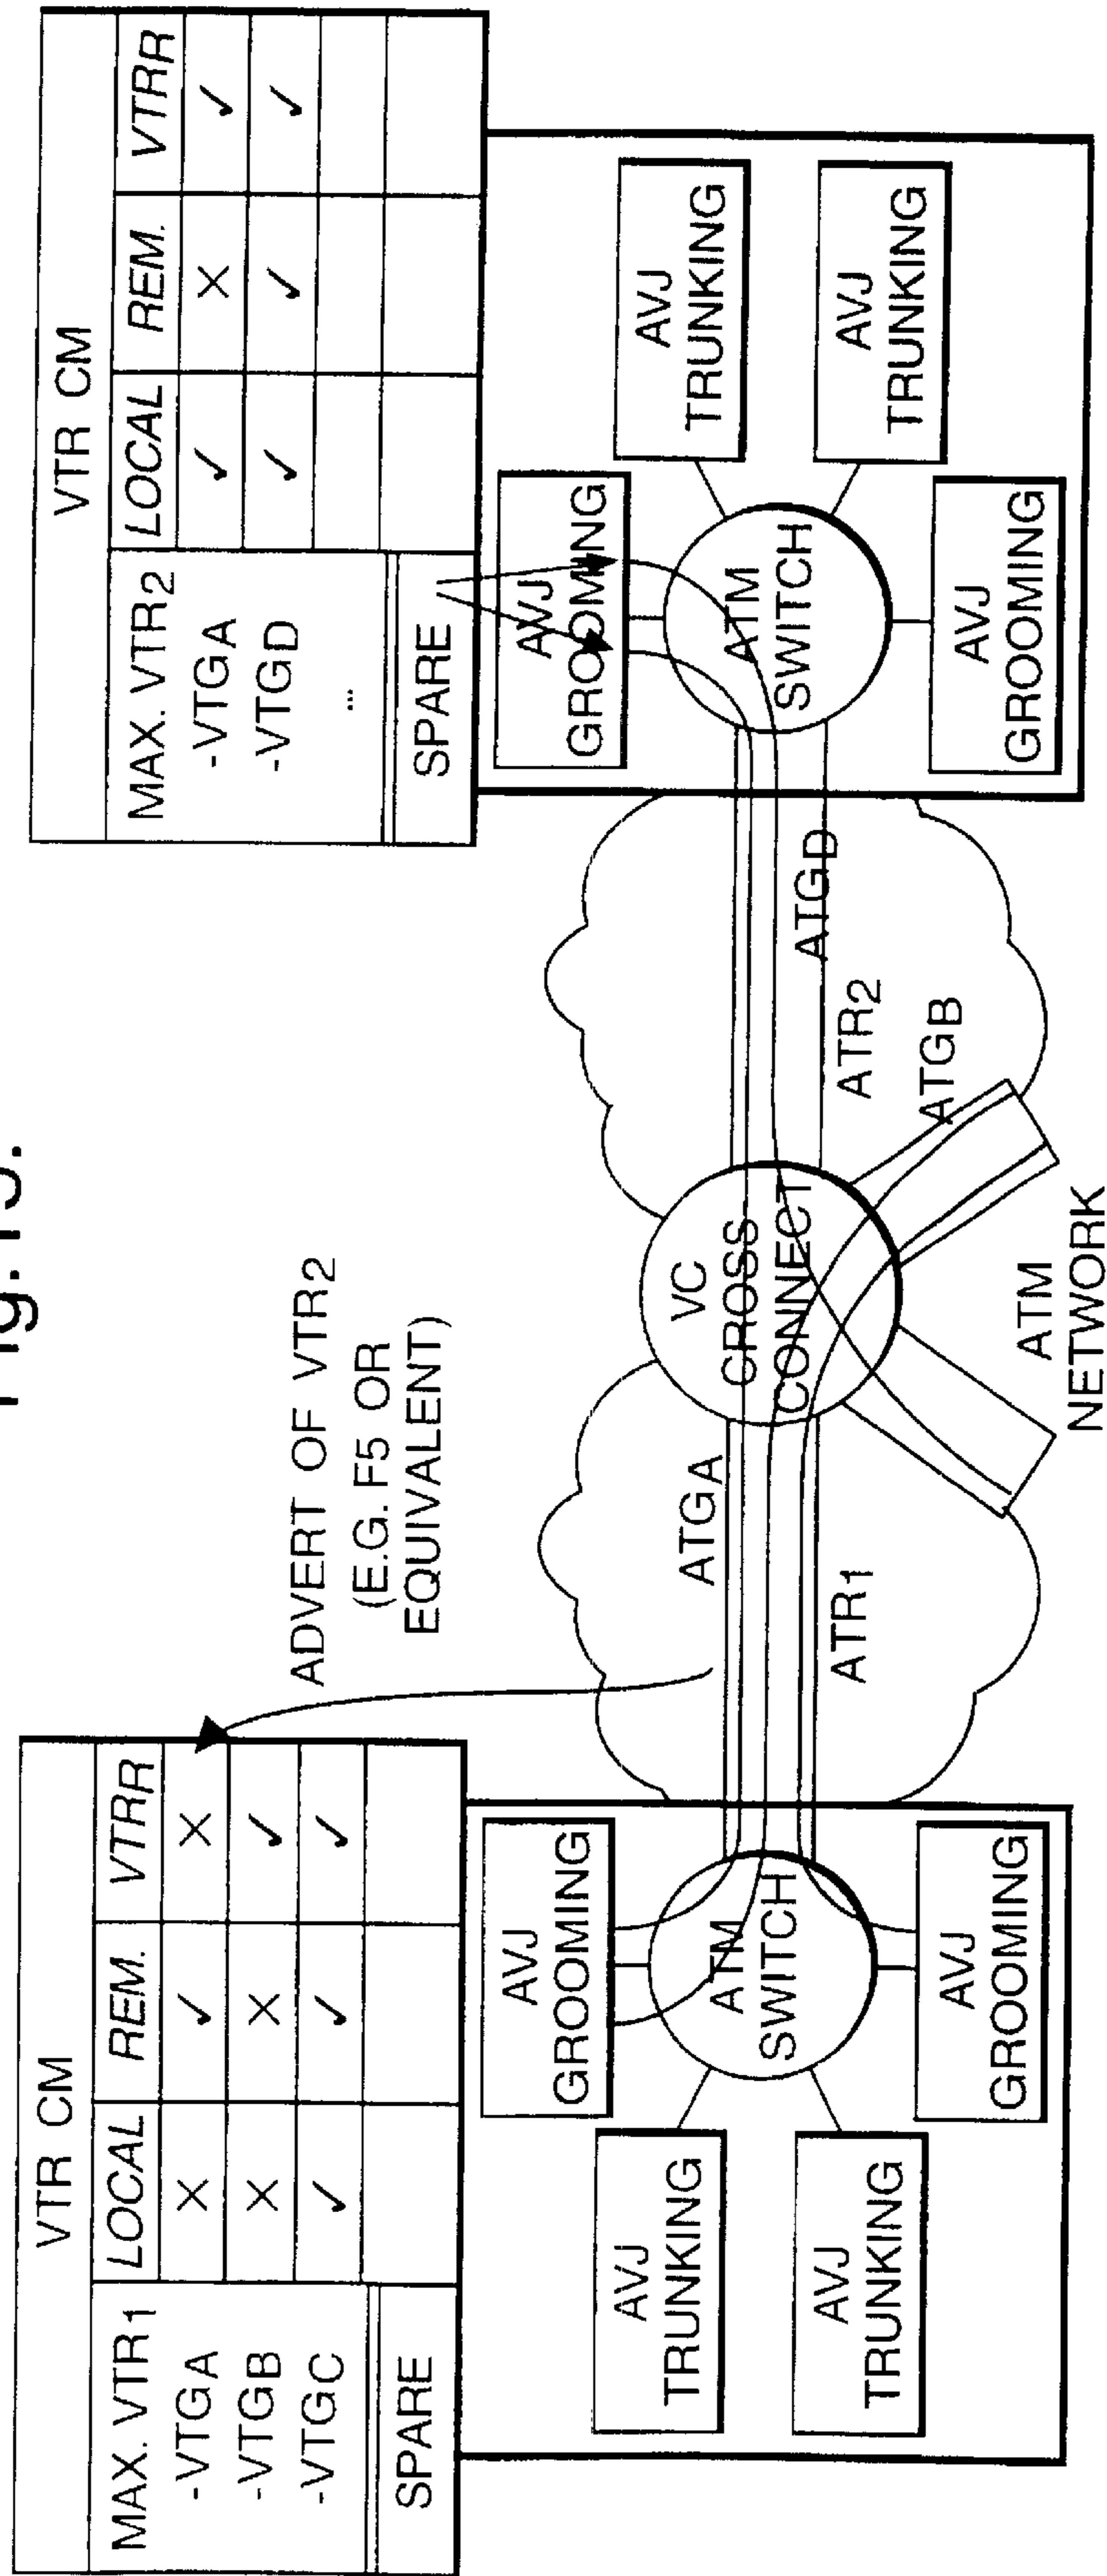 Fig.15.
VTR CM
MAX. VTR1 LOCAL REM. VTRR
-VTGA × ✓ ×
-VTGB × × ✓
-VTGC ✓ ✓ ✓
SPARE
ADVERT OF VTR2
(E.G. F5 OR
EQUIVALENT)
VTR CM
MAX. VTR2 LOCAL REM. VTRR
-VTGA ✓ × ✓
-VTGD ✓ ✓ ✓
...
SPARE
AVJ
TRUNKING
AVJ
TRUNKING
AVJ
GROOMING
ATM
SWITCH
AVJ
GROOMING
ATGA
ATR1
VC
CROSS
CONNECT
ATM
NETWORK
ATGD
ATR2
ATGB
AVJ
GROOMING
ATM
SWITCH
AVJ
GROOMING
AVJ
TRUNKING
AVJ
TRUNKING